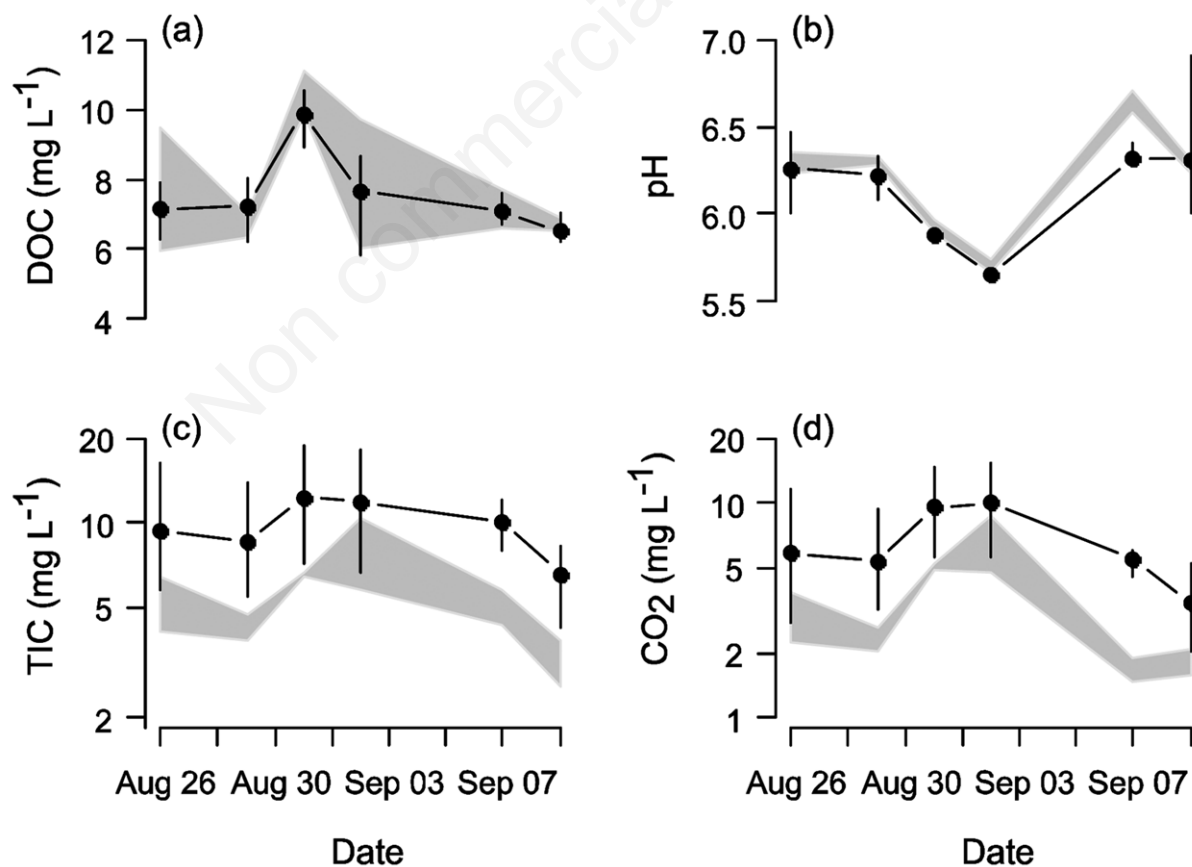 Non commercial
(a)
DOC (mg L⁻¹)
12
10
8
6
4
(b)
pH
7.0
6.5
6.0
5.5
(c)
TIC (mg L⁻¹)
20
10
5
2
Aug 26 Aug 30 Sep 03 Sep 07
Date
(d)
CO2 (mg L⁻¹)
20
10
5
2
1
Aug 26 Aug 30 Sep 03 Sep 07
Date